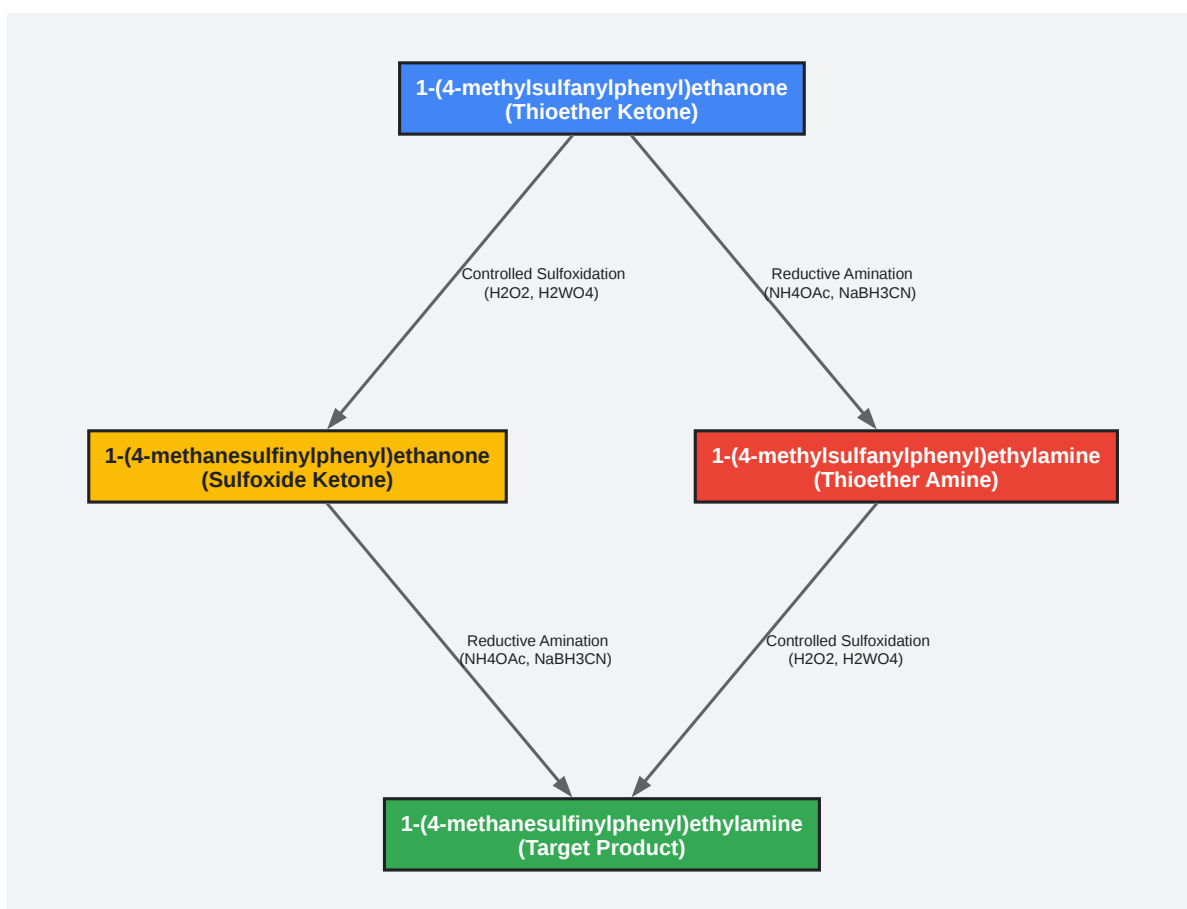 1-(4-methylsulfanylphenyl)ethanone
(Thioether Ketone)
Controlled Sulfoxidation
(H2O2, H2WO4)
Reductive Amination
(NH4OAc, NaBH3CN)
1-(4-methanesulfinylphenyl)ethanone
(Sulfoxide Ketone)
1-(4-methylsulfanylphenyl)ethylamine
(Thioether Amine)
Reductive Amination
(NH4OAc, NaBH3CN)
Controlled Sulfoxidation
(H2O2, H2WO4)
1-(4-methanesulfinylphenyl)ethylamine
(Target Product)